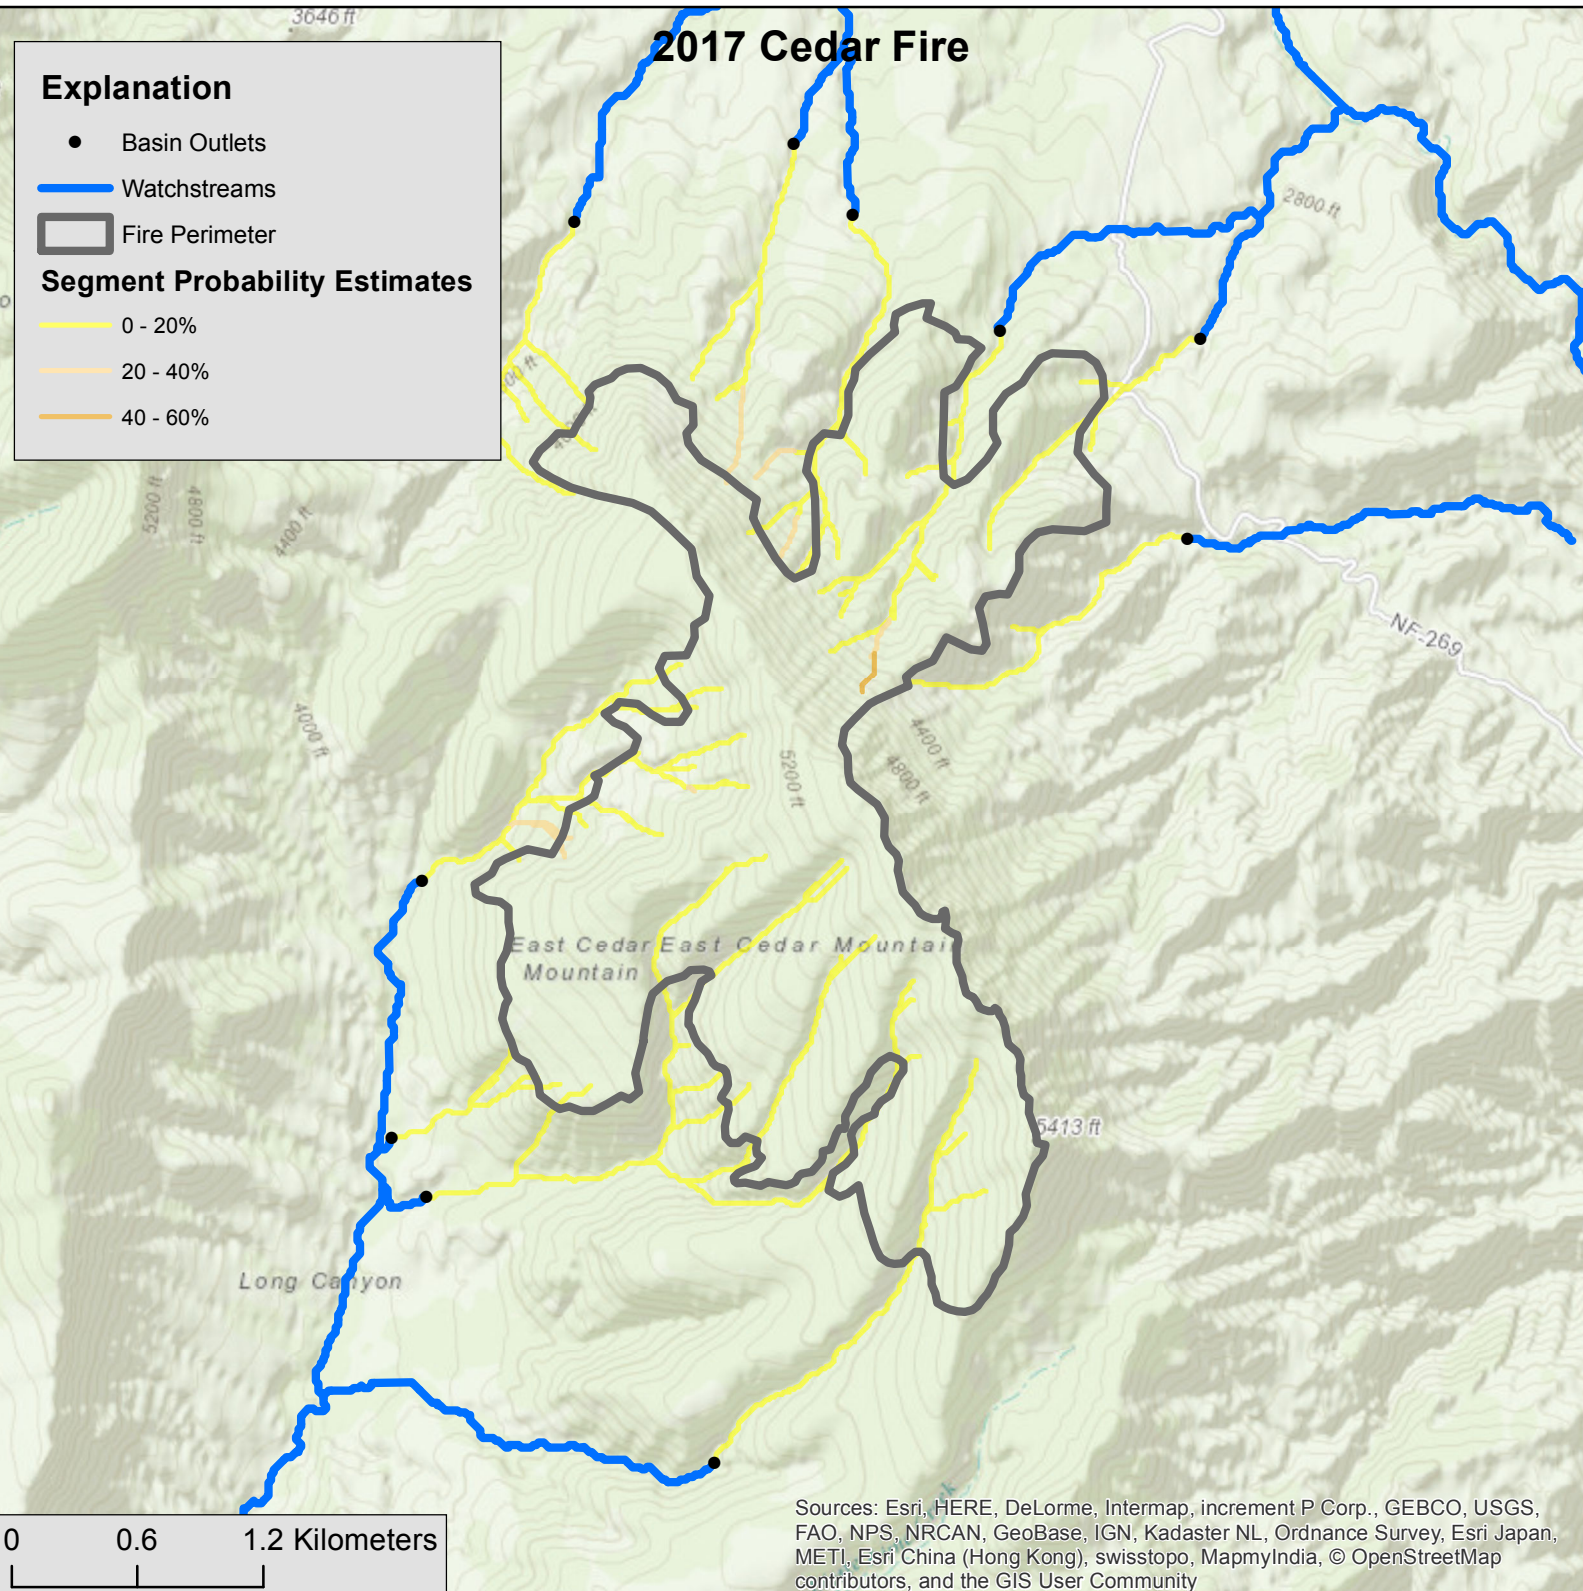 3646 ft
2017 Cedar Fire
Explanation
Basin Outlets
Watchstreams
Fire Perimeter
Segment Probability Estimates
0 - 20%
20 - 40%
40 - 60%
2800 ft
5200 ft
4800 ft
4400 ft
NF-269
4000 ft
4400 ft
4800 ft
5200 ft
East Cedar
Mountain
East Cedar Mountain
5413 ft
Long Canyon
0 0.6 1.2 Kilometers
Sources: Esri, HERE, DeLorme, Intermap, increment P Corp., GEBCO, USGS,
FAO, NPS, NRCAN, GeoBase, IGN, Kadaster NL, Ordnance Survey, Esri Japan,
METI, Esri China (Hong Kong), swisstopo, MapmyIndia, © OpenStreetMap
contributors, and the GIS User Community